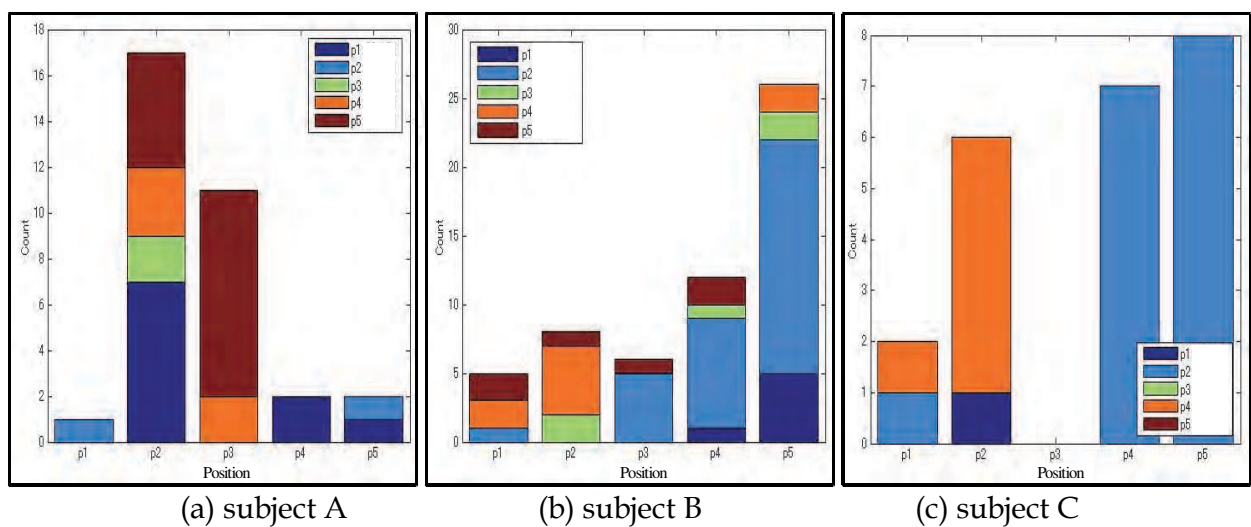 18
16
14
12
10
8
6
4
2
0
Count
p1
p2
p3
p4
p5
p1
p2
p3
p4
p5
Position
30
25
20
15
10
5
0
Count
p1
p2
p3
p4
p5
p1
p2
p3
p4
p5
Position
8
7
6
5
4
3
2
1
0
Count
p1
p2
p3
p4
p5
p1
p2
p3
p4
p5
Position
(a) subject A
(b) subject B
(c) subject C